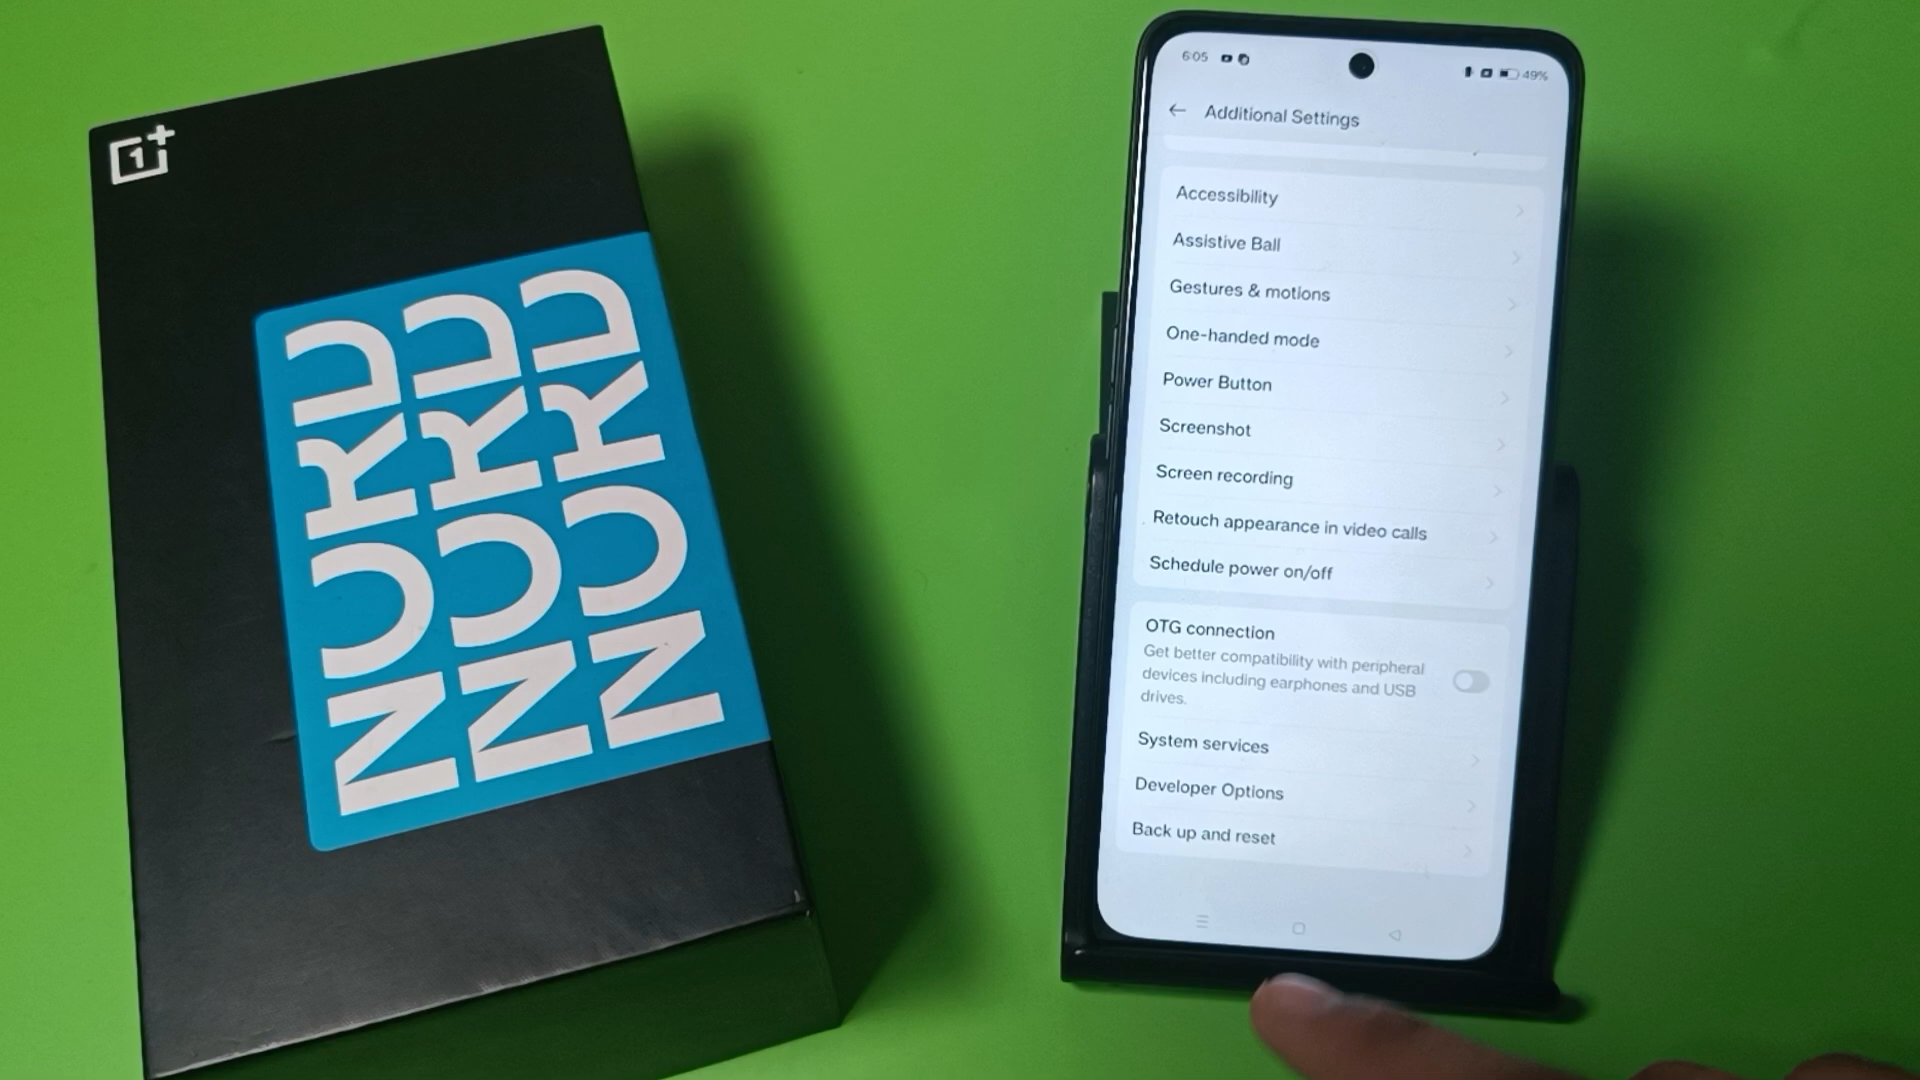 1+
NORD
NORD
NORD
6:05
49%
Additional Settings
Accessibility
Assistive Ball
Gestures & motions
One-handed mode
Power Button
Screenshot
Screen recording
Retouch appearance in video calls
Schedule power on/off
OTG connection
Get better compatibility with peripheral
devices including earphones and USB
drives.
System services
Developer Options
Back up and reset